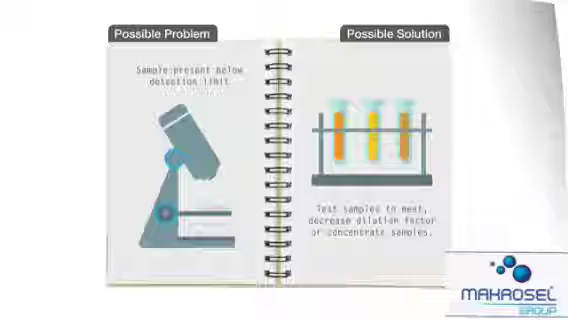 Possible Problem
Sample present below
detection limit
Possible Solution
Test samples to neat,
decrease dilution factor
or concentrate samples.
MAKROSEL
GROUP